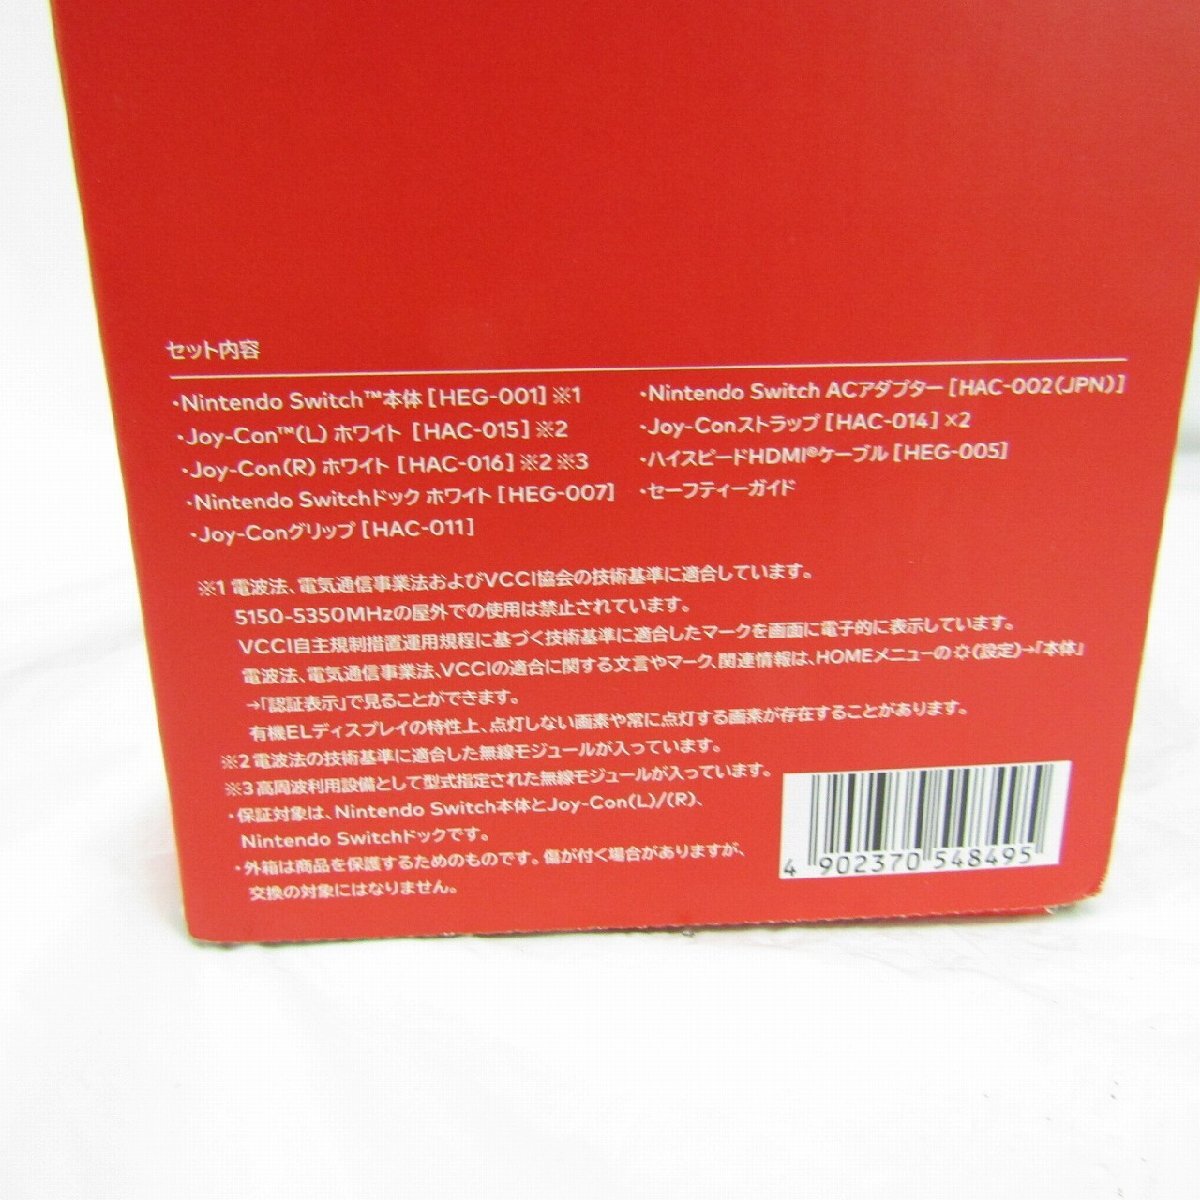 セット内容
・Nintendo Switch™本体 [HEG-001] ※1
・Joy-Con™(L) ホワイト [HAC-015] ※2
・Joy-Con(R) ホワイト [HAC-016] ※2 ※3
・Nintendo Switchドック ホワイト [HEG-007]
・Joy-Conグリップ [HAC-011]
・Nintendo Switch ACアダプター [HAC-002(JPN)]
・Joy-Conストラップ [HAC-014] ×2
・ハイスピードHDMI®ケーブル [HEG-005]
・セーフティーガイド
※1 電波法、電気通信事業法およびVCCI協会の技術基準に適合しています。
5150-5350MHzの屋外での使用は禁止されています。
VCCI自主規制措置運用規程に基づく技術基準に適合したマークを画面に電子的に表示しています。
電波法、電気通信事業法、VCCIの適合に関する文言やマーク、関連情報は、HOMEメニューの(設定)→「本体」
→「認証表示」で見ることができます。
有機ELディスプレイの特性上、点灯しない画素や常に点灯する画素が存在することがあります。
※2 電波法の技術基準に適合した無線モジュールが入っています。
※3 高周波利用設備として型式指定された無線モジュールが入っています。
・保証対象は、Nintendo Switch本体とJoy-Con(L)/(R)、
Nintendo Switchドックです。
・外箱は商品を保護するためのものです。傷が付く場合がありますが、
交換の対象にはなりません。
4 902370 548495